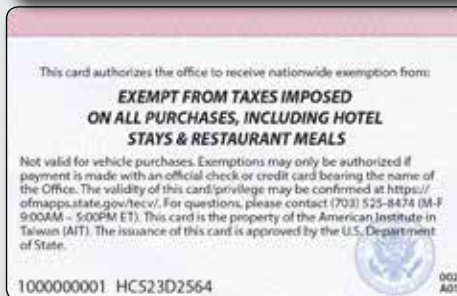 This card authorizes the office to receive nationwide exemption from:
EXEMPT FROM TAXES IMPOSED
ON ALL PURCHASES, INCLUDING HOTEL
STAYS & RESTAURANT MEALS
Not valid for vehicle purchases. Exemptions may only be authorized if
payment is made with an official check or credit card bearing the name of
the Office. The validity of this card/privilege may be confirmed at https://
ofmapps.state.gov/tecv/. For questions, please contact (703) 525-8474 (M-F
9:00AM – 5:00PM ET). This card is the property of the American Institute in
Taiwan (AIT). The issuance of this card is approved by the U.S. Department
of State.
002
1000000001 HCS23D2564 A01